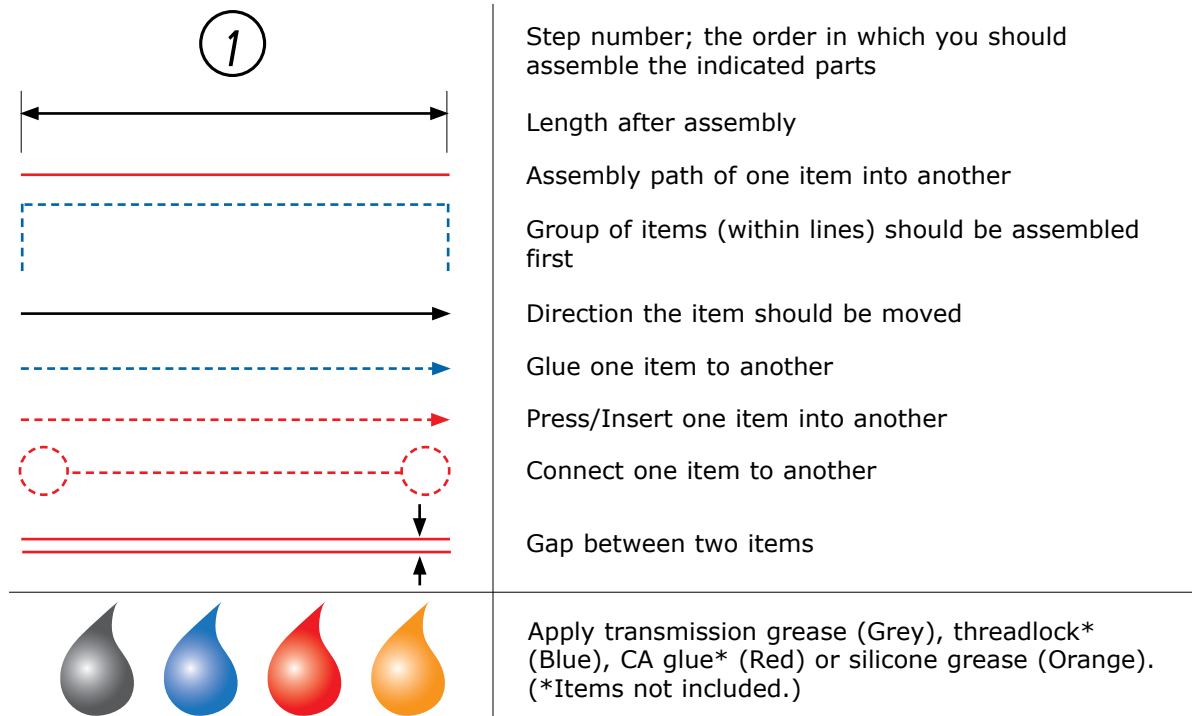 1
Step number; the order in which you should
assemble the indicated parts
Length after assembly
Assembly path of one item into another
Group of items (within lines) should be assembled
first
Direction the item should be moved
Glue one item to another
Press/Insert one item into another
Connect one item to another
Gap between two items
Apply transmission grease (Grey), threadlock*
(Blue), CA glue* (Red) or silicone grease (Orange).
(*Items not included.)